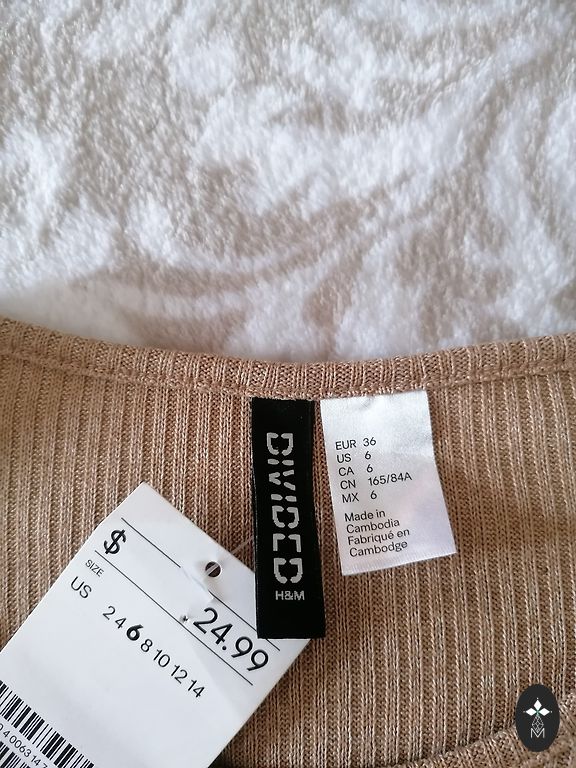 DIVIDED
H&M
EUR 36
US 6
CA 6
CN 165/84A
MX 6
Made in
Cambodia
Fabriqué en
Cambodge
$ 24.99
SIZE
US 2 4 6 8 10 12 14
M